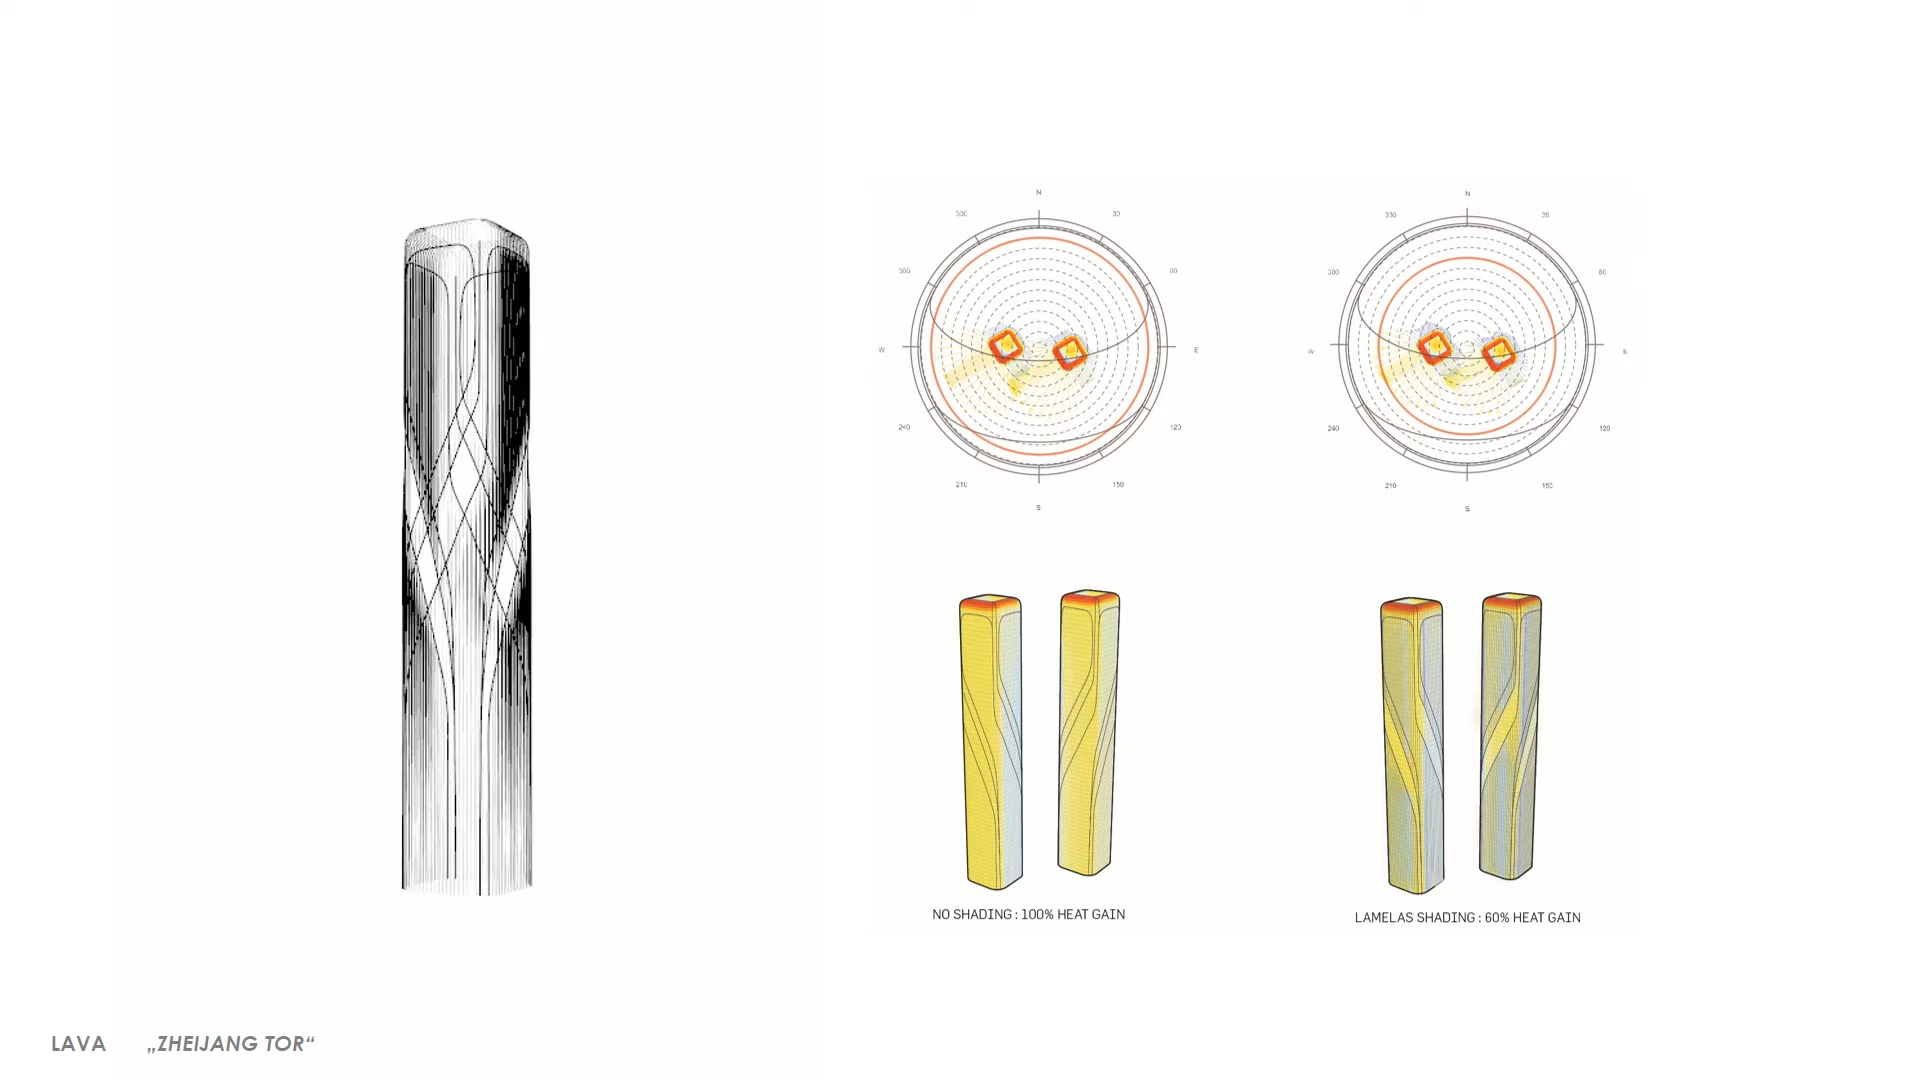 N
330
30
300
60
W
E
240
120
210
150
S
N
330
30
300
60
W
E
240
120
210
150
S
NO SHADING : 100% HEAT GAIN
LAMELAS SHADING : 60% HEAT GAIN
LAVA „ZHEIJANG TOR“